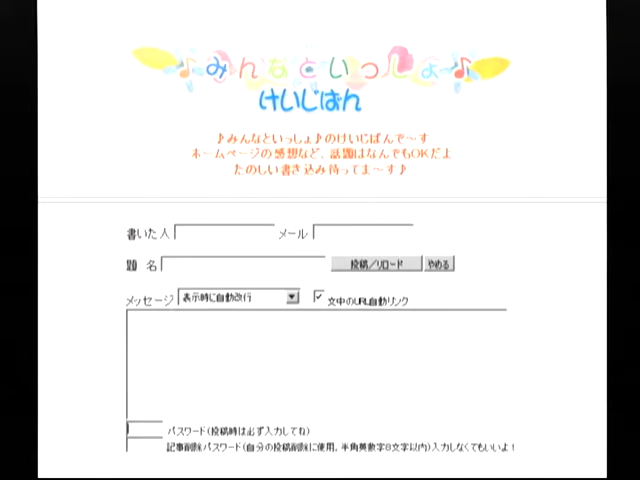 ♪みんなといっしょ♪
けいじばん
♪みんなといっしょ♪のけいじばんで〜す
ホームページの感想など、話題はなんでもOKだよ
たのしい書き込み待ってま〜す♪
書いた人 メール
題 名 投稿/リロード やめる
メッセージ 表示時に自動改行 文中のURL自動リンク
パスワード(投稿時は必ず入力してね)
記事削除パスワード(自分の投稿削除に使用。半角英数字8文字以内)入力しなくてもいいよ!